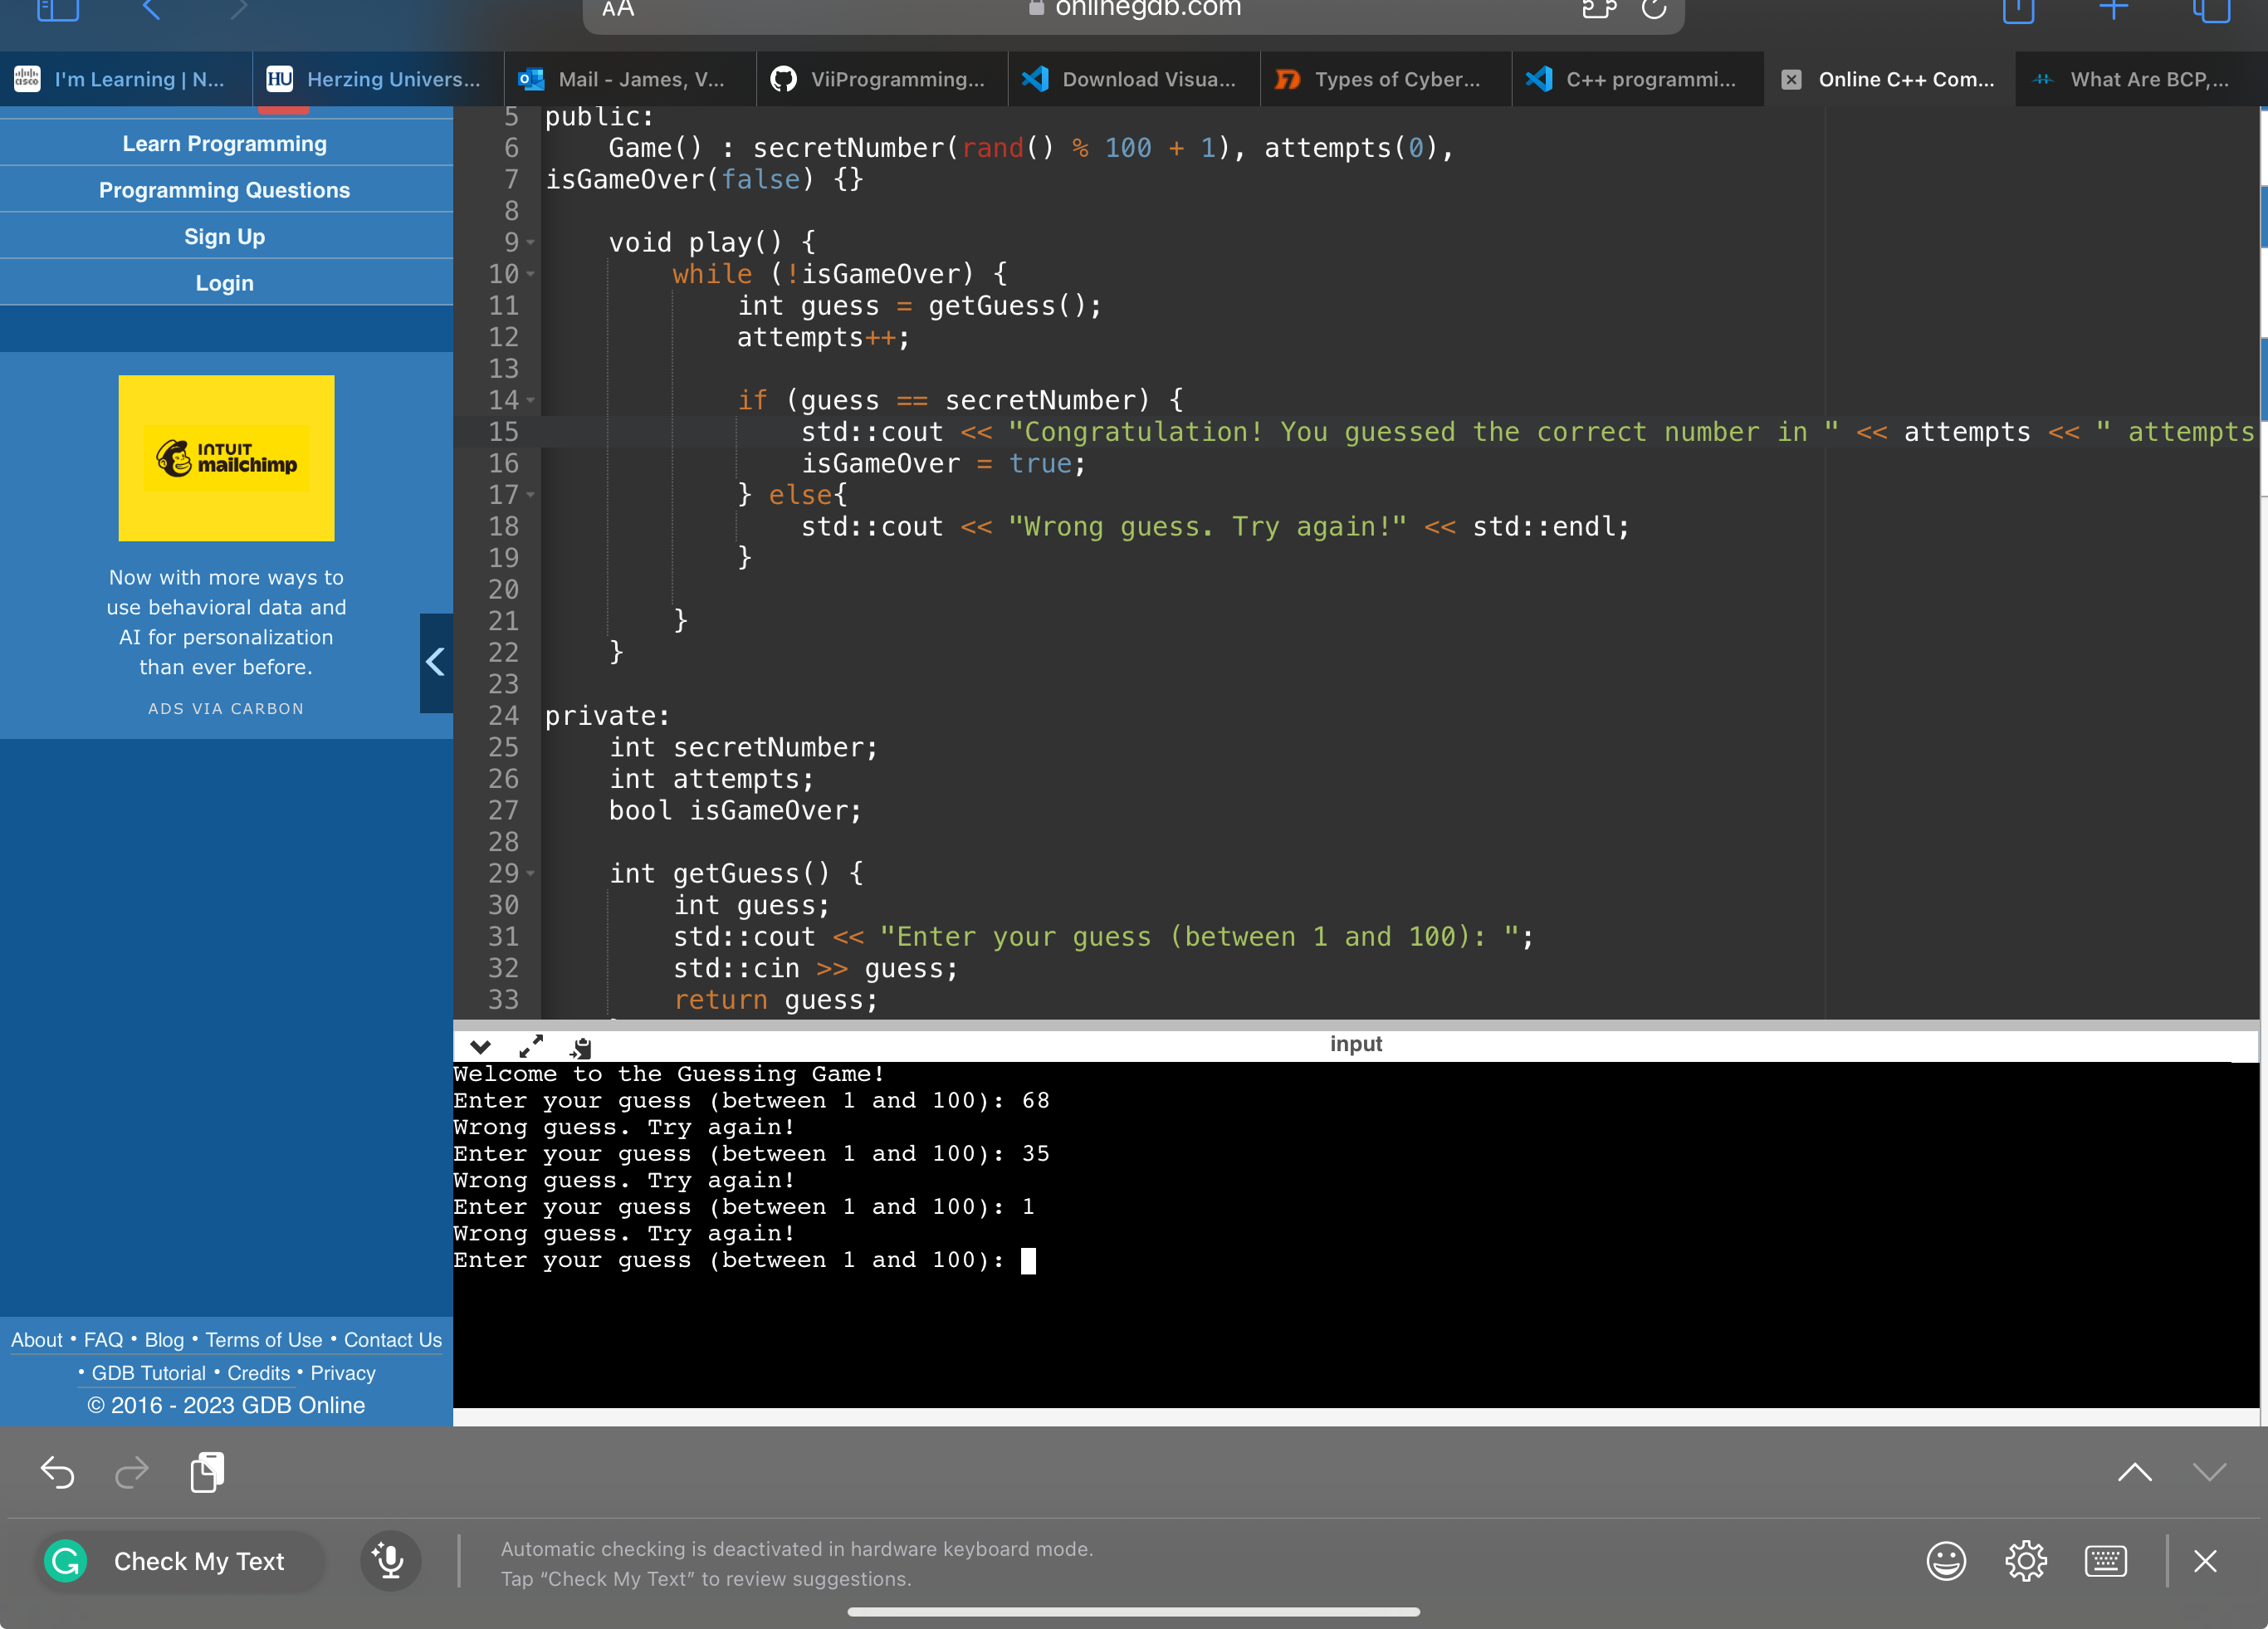 AA onlinegdb.com
I'm Learning | N...
HU Herzing Univers...
Mail - James, V...
ViiProgramming...
Download Visua...
Types of Cyber...
C++ programmi...
Online C++ Com...
What Are BCP,...
Learn Programming
Programming Questions
Sign Up
Login
INTUIT
mailchimp
Now with more ways to
use behavioral data and
AI for personalization
than ever before.
ADS VIA CARBON
About • FAQ • Blog • Terms of Use • Contact Us
• GDB Tutorial • Credits • Privacy
© 2016 - 2023 GDB Online
5 public:
6     Game() : secretNumber(rand() % 100 + 1), attempts(0),
7 isGameOver(false) {}
8
9     void play() {
10         while (!isGameOver) {
11             int guess = getGuess();
12             attempts++;
13
14             if (guess == secretNumber) {
15                 std::cout << "Congratulation! You guessed the correct number in " << attempts << " attempts
16                 isGameOver = true;
17             } else{
18                 std::cout << "Wrong guess. Try again!" << std::endl;
19             }
20
21         }
22     }
23
24 private:
25     int secretNumber;
26     int attempts;
27     bool isGameOver;
28
29     int getGuess() {
30         int guess;
31         std::cout << "Enter your guess (between 1 and 100): ";
32         std::cin >> guess;
33         return guess;
input
Welcome to the Guessing Game!
Enter your guess (between 1 and 100): 68
Wrong guess. Try again!
Enter your guess (between 1 and 100): 35
Wrong guess. Try again!
Enter your guess (between 1 and 100): 1
Wrong guess. Try again!
Enter your guess (between 1 and 100):
Check My Text
Automatic checking is deactivated in hardware keyboard mode.
Tap “Check My Text” to review suggestions.